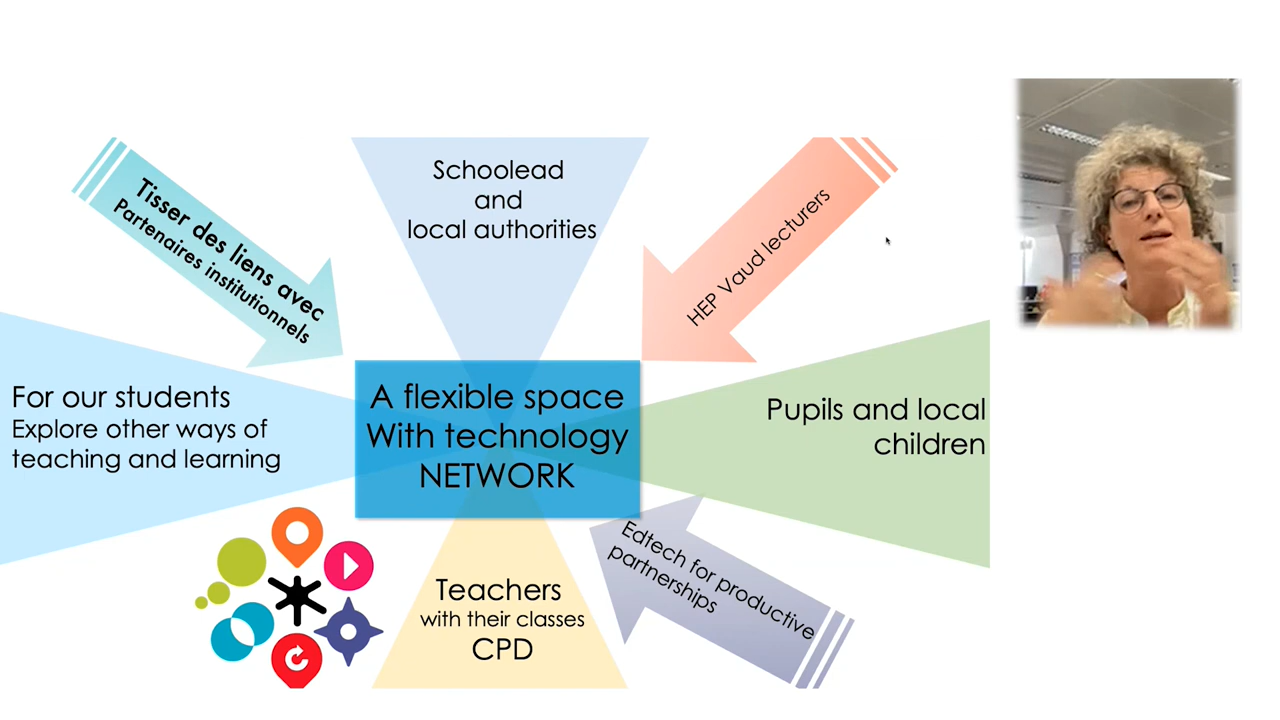 Schoolead
and
local authorities
Tisser des liens avec
Partenaires institutionnels
HEP Vaud lecturers
For our students
Explore other ways of
teaching and learning
A flexible space
With technology
NETWORK
Pupils and local
children
Teachers
with their classes
CPD
Edtech for productive
partnerships